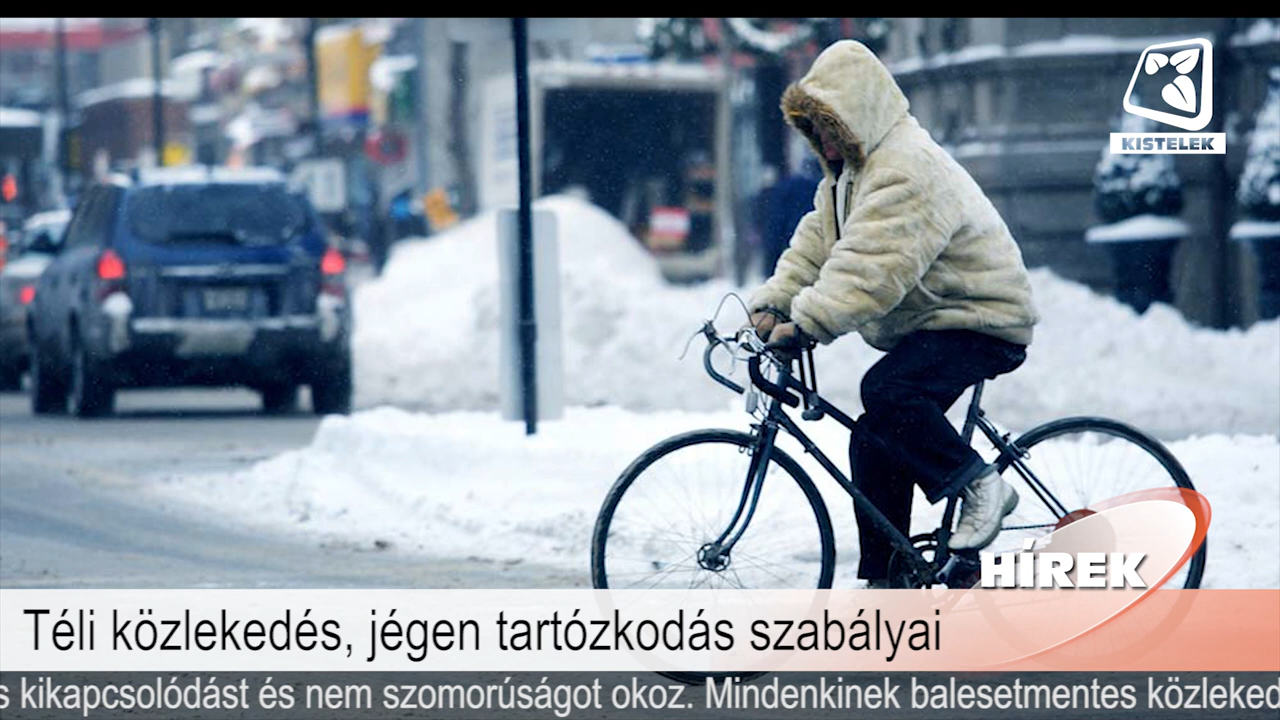 KISTELEK
HÍREK
Téli közlekedés, jégen tartózkodás szabályai
s kikapcsolódást és nem szomorúságot okoz. Mindenkinek balesetmentes közleked